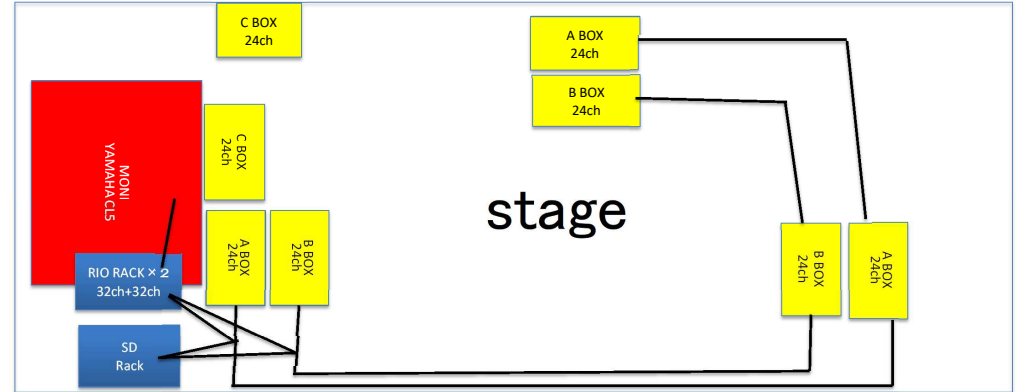 C BOX
24ch
A BOX
24ch
B BOX
24ch
MONI
YAMAHACL5
C BOX
24ch
stage
A BOX
24ch
B BOX
24ch
B BOX
24ch
A BOX
24ch
RIO RACK × 2
32ch+32ch
SD
Rack